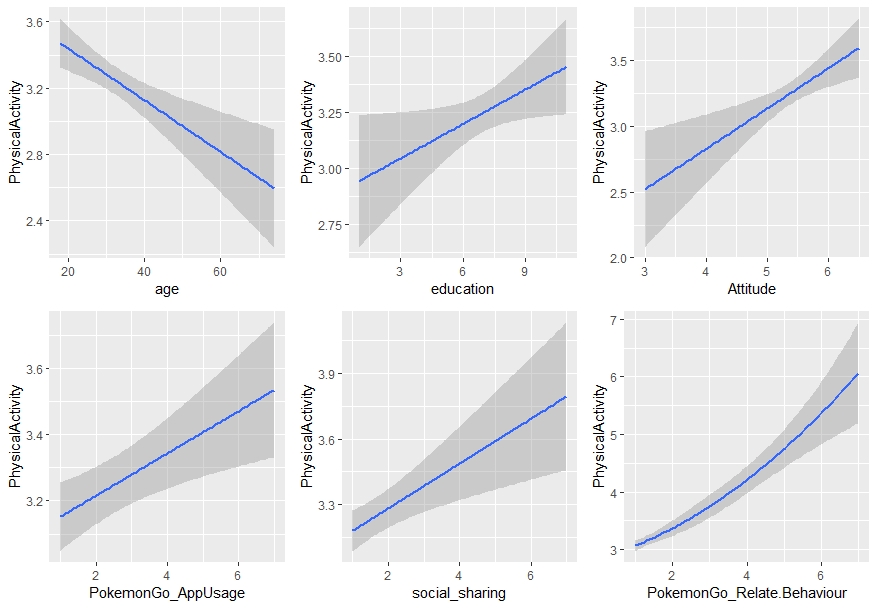 PhysicalActivity
3.6
3.2
2.8
2.4
20 40 60
age
PhysicalActivity
3.50
3.25
3.00
2.75
3 6 9
education
PhysicalActivity
3.5
3.0
2.5
2.0
3 4 5 6
Attitude
PhysicalActivity
3.6
3.4
3.2
2 4 6
PokemonGo_AppUsage
PhysicalActivity
3.9
3.6
3.3
2 4 6
social_sharing
PhysicalActivity
7
6
5
4
3
2 4 6
PokemonGo_Relate.Behaviour